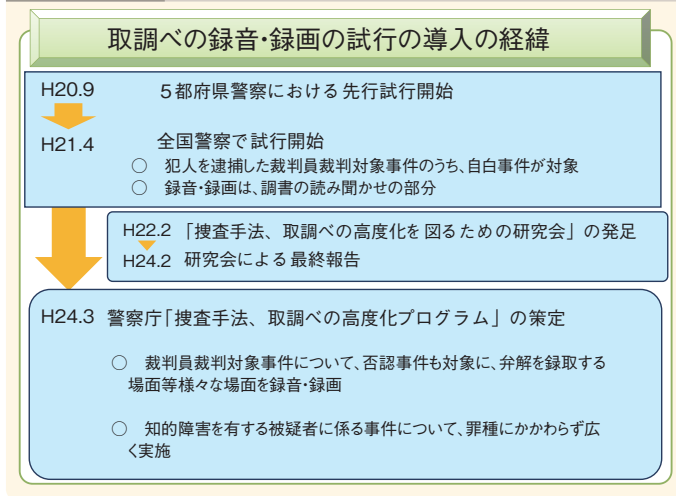 取調べの録音・録画の試行の導入の経緯
H20.9 5都府県警察における先行試行開始
H21.4 全国警察で試行開始
○ 犯人を逮捕した裁判員裁判対象事件のうち、自白事件が対象
○ 録音・録画は、調書の読み聞かせの部分
H22.2 「捜査手法、取調べの高度化を図るための研究会」の発足
H24.2 研究会による最終報告
H24.3 警察庁「捜査手法、取調べの高度化プログラム」の策定
○ 裁判員裁判対象事件について、否認事件も対象に、弁解を録取する
場面等様々な場面を録音・録画
○ 知的障害を有する被疑者に係る事件について、罪種にかかわらず広
く実施